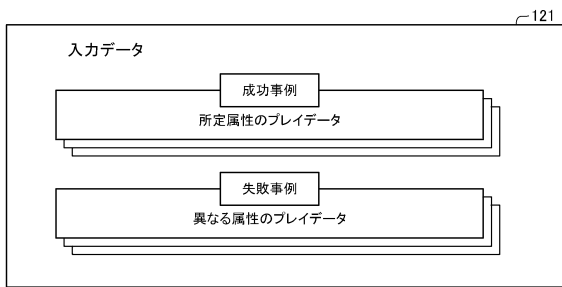 121
入力データ
成功事例
所定属性のプレイデータ
失敗事例
異なる属性のプレイデータ